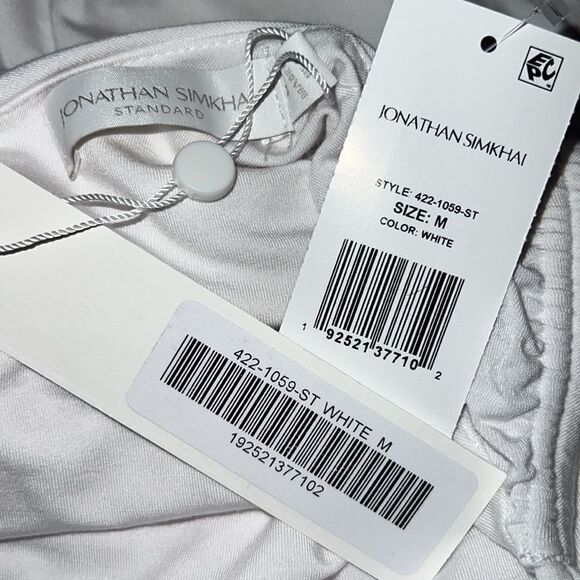 JONATHAN SIMKHAI
STANDARD
EPC
JONATHAN SIMKHAI
STYLE: 422-1059-ST
SIZE: M
COLOR: WHITE
1 92521 37710 2
422-1059-ST WHITE M
192521377102